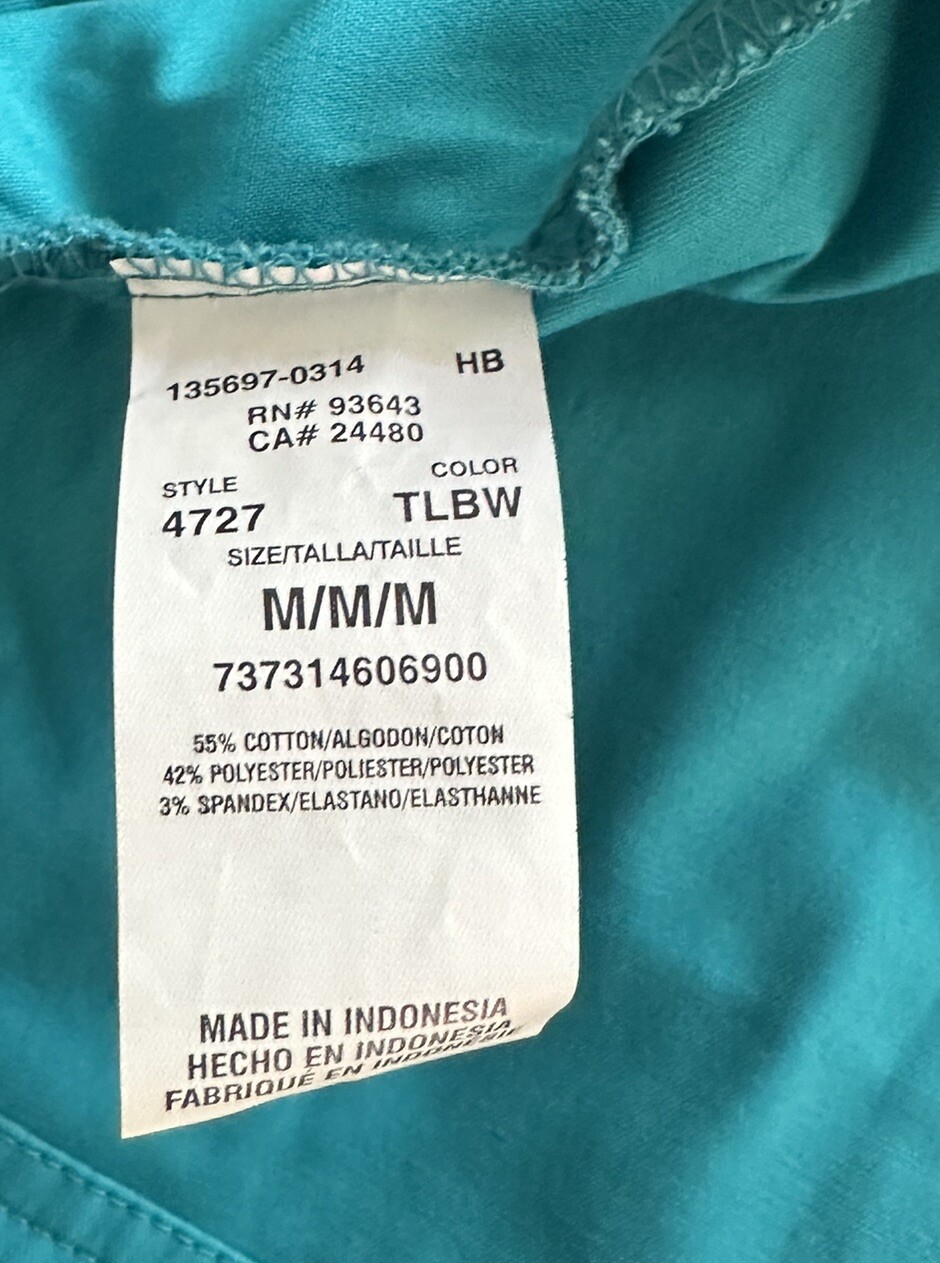 135697-0314 HB
RN# 93643
CA# 24480
STYLE COLOR
4727 TLBW
SIZE/TALLA/TAILLE
M/M/M
737314606900
55% COTTON/ALGODON/COTON
42% POLYESTER/POLIESTER/POLYESTER
3% SPANDEX/ELASTANO/ELASTHANNE
MADE IN INDONESIA
HECHO EN INDONESIA
FABRIQUÉ EN INDONÉSIE